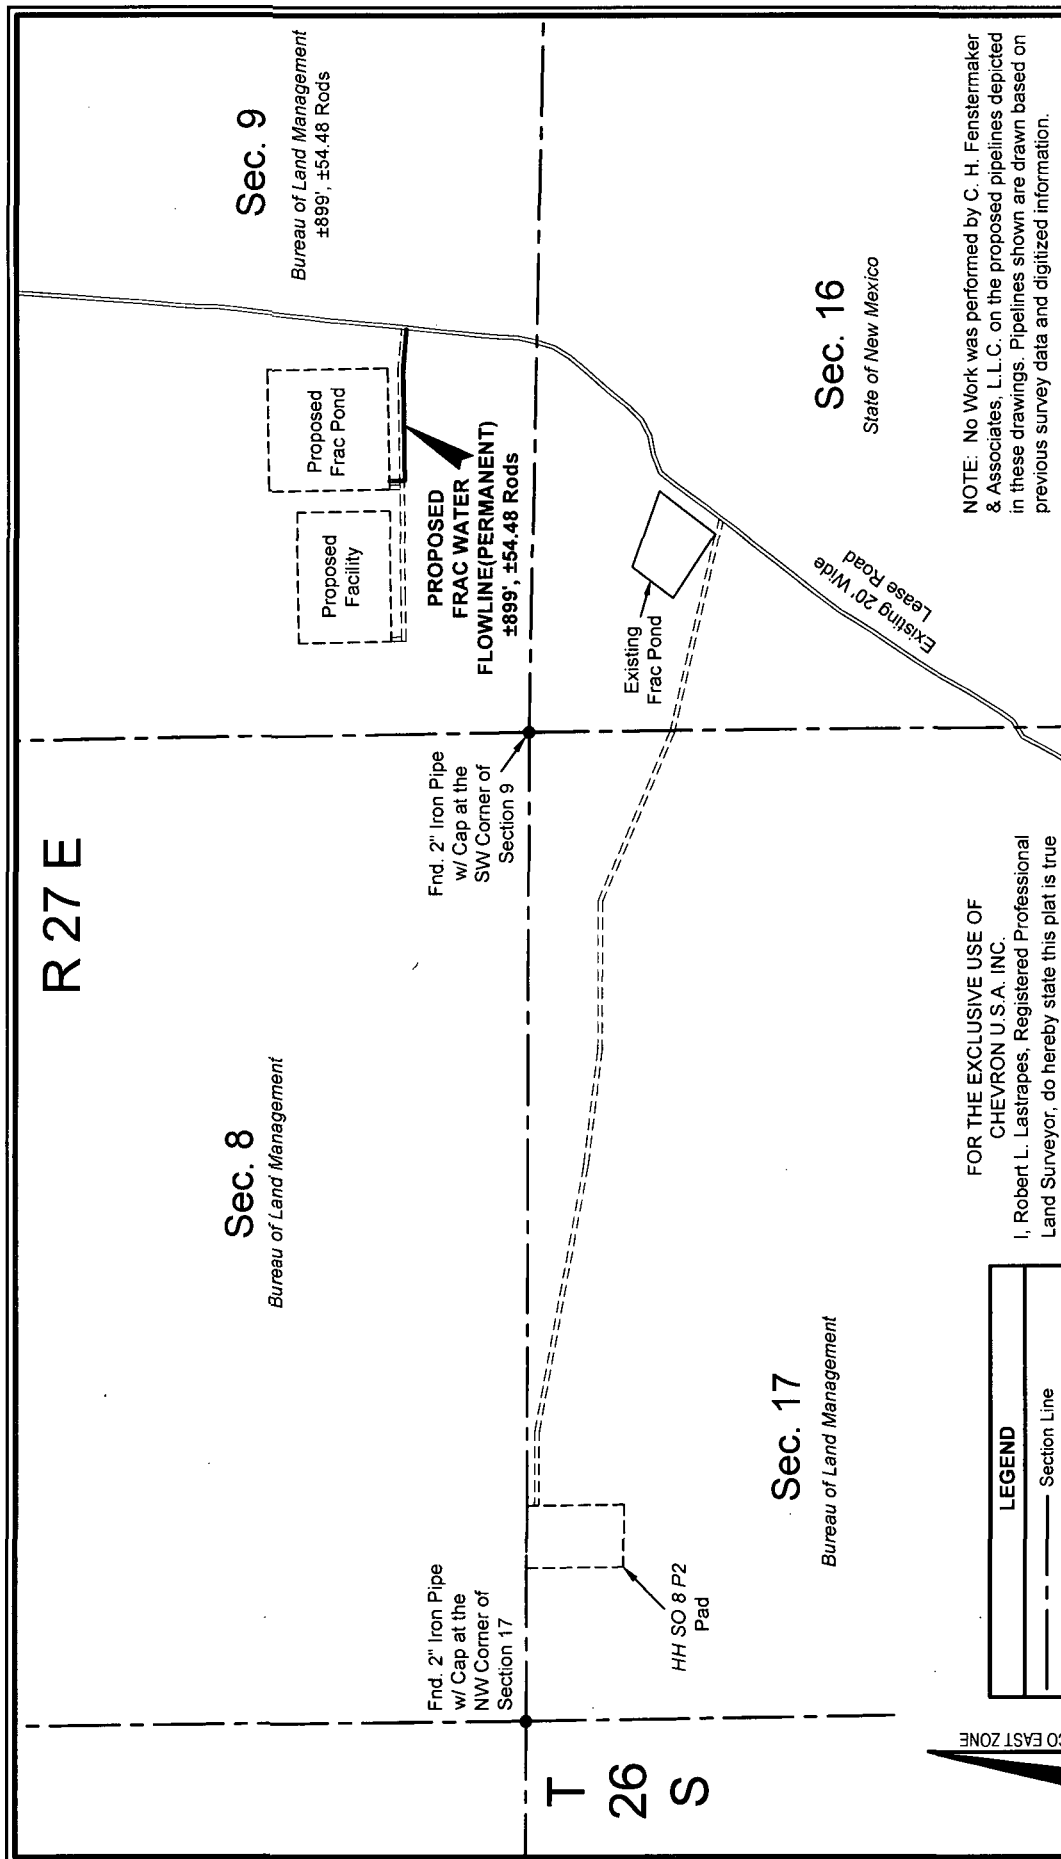 R 27 E
Sec. 8
Bureau of Land Management
Sec. 9
Bureau of Land Management
±899', ±54.48 Rods
Proposed
Facility
Proposed
Frac Pond
PROPOSED
FRAC WATER
FLOWLINE(PERMANENT)
±899', ±54.48 Rods
Fnd. 2" Iron Pipe
w/ Cap at the
NW Corner of
Section 17
Fnd. 2" Iron Pipe
w/ Cap at the
SW Corner of
Section 9
T
26
S
HH SO 8 P2
Pad
Existing
Frac Pond
Sec. 17
Bureau of Land Management
Sec. 16
State of New Mexico
Existing 20' Wide
Lease Road
NOTE: No Work was performed by C. H. Fenstermaker
& Associates, L.L.C. on the proposed pipelines depicted
in these drawings. Pipelines shown are drawn based on
previous survey data and digitized information.
FOR THE EXCLUSIVE USE OF
CHEVRON U.S.A. INC.
I, Robert L. Lastrapes, Registered Professional
Land Surveyor, do hereby state this plat is true
LEGEND
Section Line
EAST ZONE